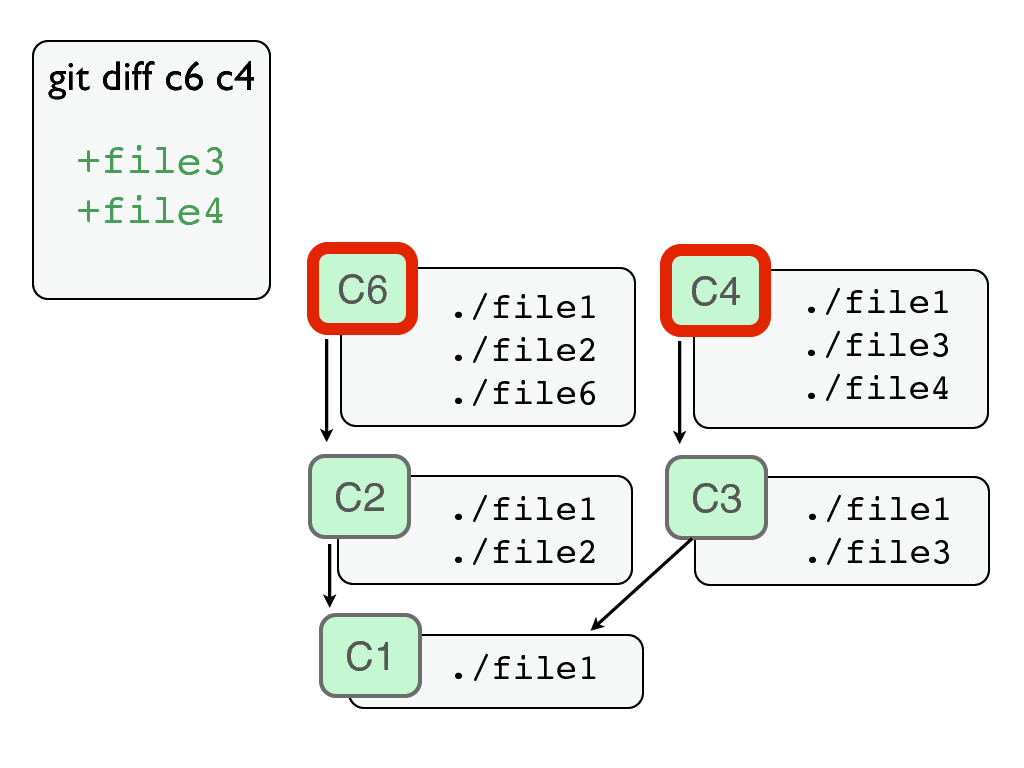 git diff c6 c4
+file3
+file4
C6
./file1
./file2
./file6
C4
./file1
./file3
./file4
C2
./file1
./file2
C3
./file1
./file3
C1
./file1